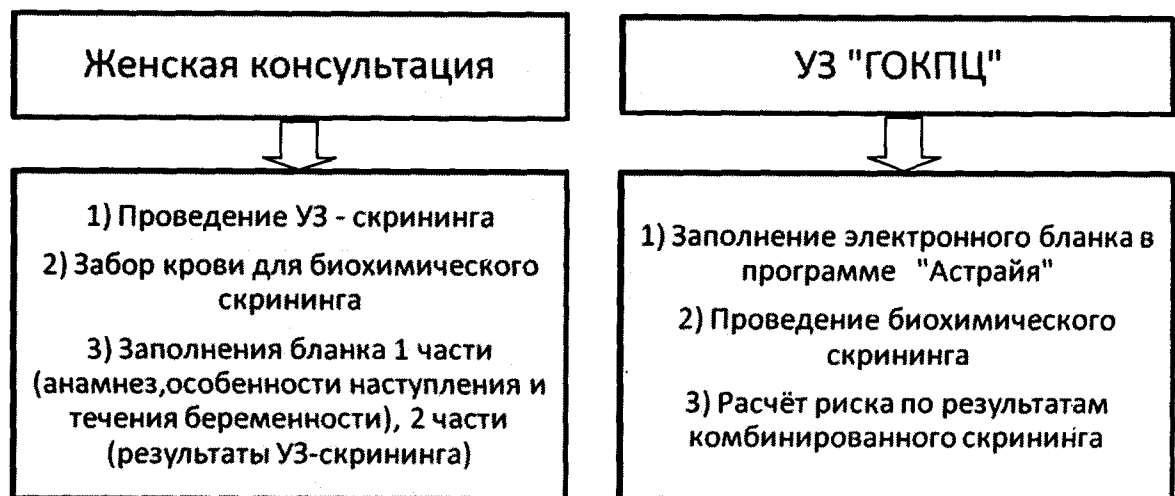 Женская консультация
1) Проведение УЗ - скрининга
2) Забор крови для биохимического
скрининга
3) Заполнения бланка 1 части
(анамнез,особенности наступления и
течения беременности), 2 части
(результаты УЗ-скрининга)
УЗ "ГОКПЦ"
1) Заполнение электронного бланка в
программе "Астрайя"
2) Проведение биохимического
скрининга
3) Расчёт риска по результатам
комбинированного скрининга